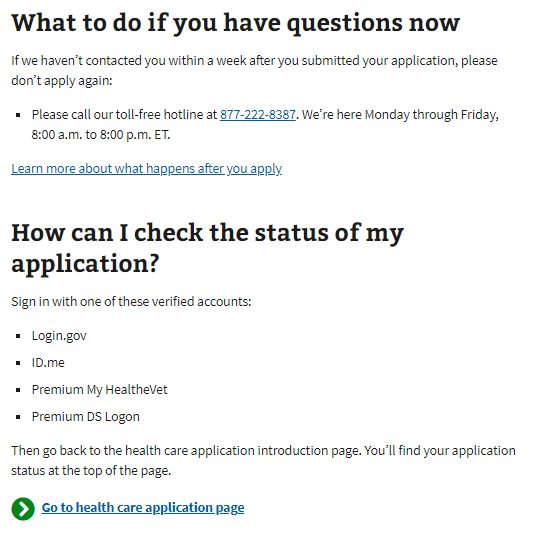 What to do if you have questions now
If we haven't contacted you within a week after you submitted your application, please
don't apply again:
▪ Please call our toll-free hotline at 877-222-8387. We're here Monday through Friday,
8:00 a.m. to 8:00 p.m. ET.
Learn more about what happens after you apply
How can I check the status of my
application?
Sign in with one of these verified accounts:
▪ Login.gov
▪ ID.me
▪ Premium My HealtheVet
▪ Premium DS Logon
Then go back to the health care application introduction page. You'll find your application
status at the top of the page.
Go to health care application page